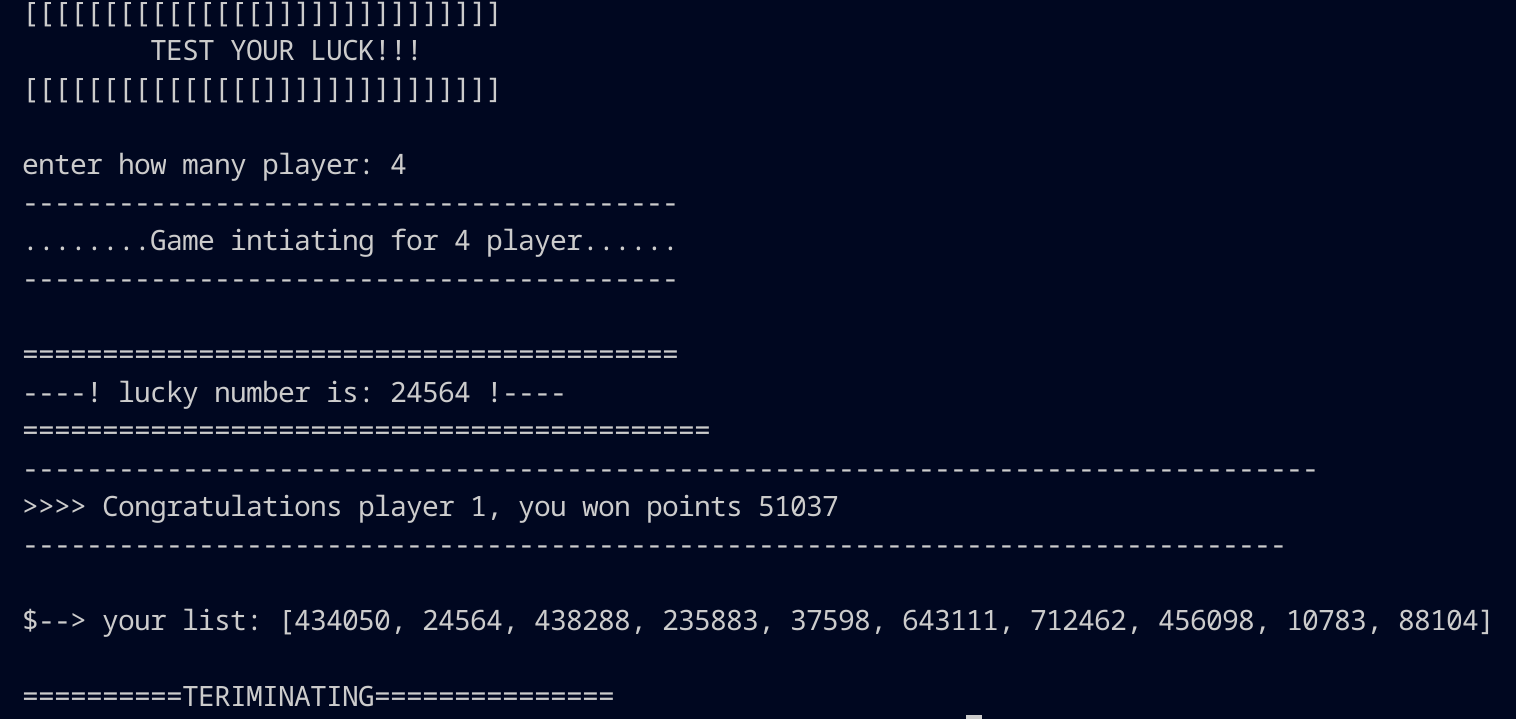 [[[[[[[[[[[[[[[]]]]]]]]]]]]]]]
TEST YOUR LUCK!!!
[[[[[[[[[[[[[[[]]]]]]]]]]]]]]]
enter how many player: 4
-----------------------------------------
........Game intiating for 4 player......
-----------------------------------------
=========================================
----! lucky number is: 24564 !----
===========================================
---------------------------------------------------------------------------------
>>>> Congratulations player 1, you won points 51037
-------------------------------------------------------------------------------
$--> your list: [434050, 24564, 438288, 235883, 37598, 643111, 712462, 456098, 10783, 88104]
==========TERIMINATING===============